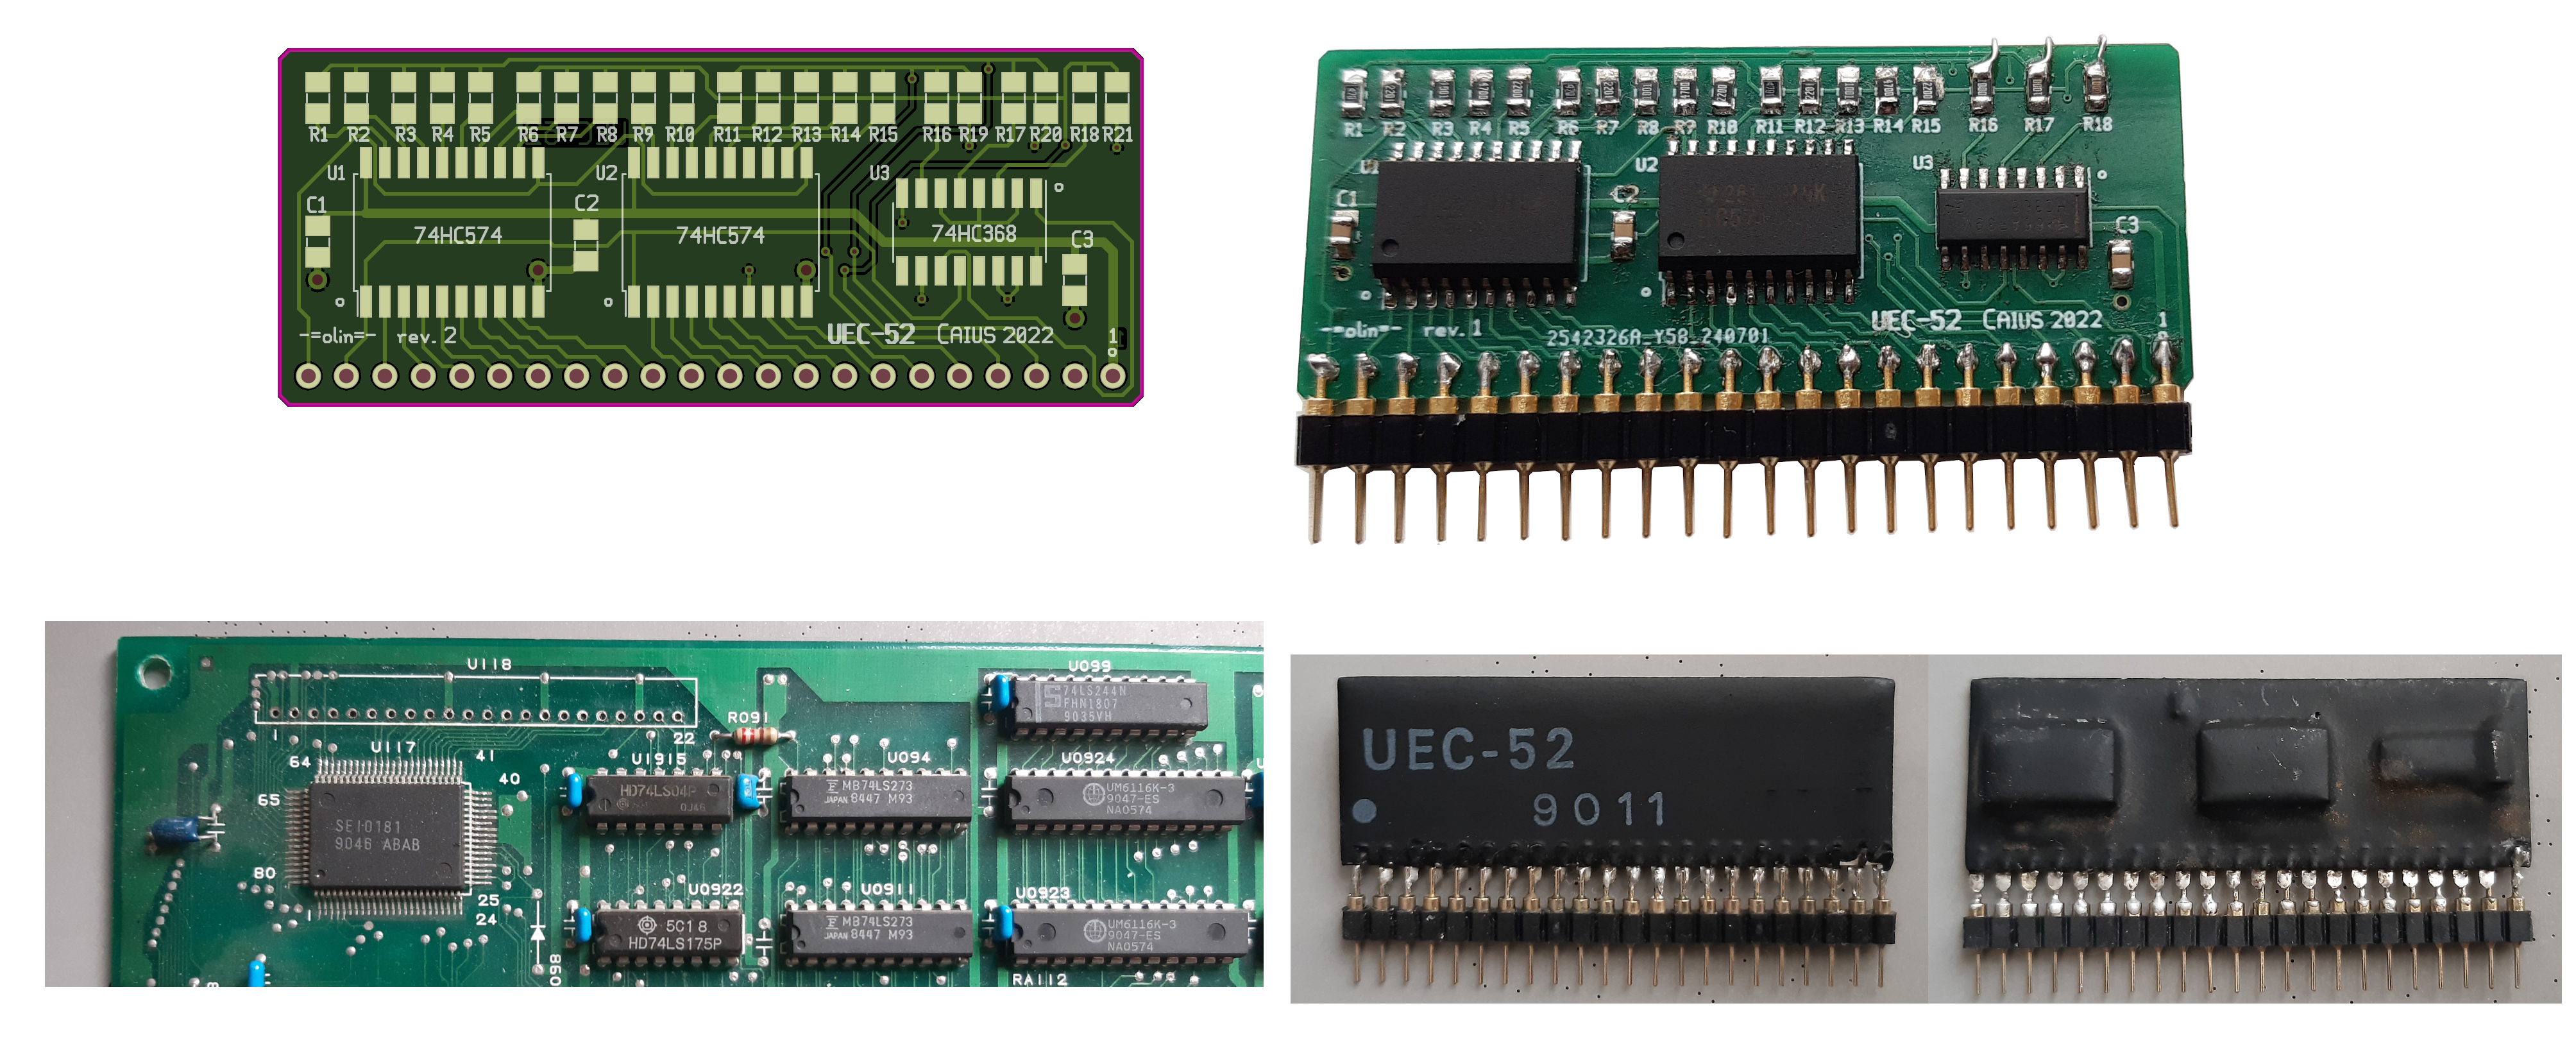 R1 R2 R3 R4 R5 R6 R7 R8 R9 R10 R11 R12 R13 R14 R15 R16 R19 R17 R20 R18 R21
U1 U2 U3
C1 C2 C3
74HC574 74HC574 74HC368
-=olin=- rev. 2 UEC-52 CAIUS 2022 1
R1 R2 R3 R4 R5 R6 R7 R8 R9 R10 R11 R12 R13 R14 R15 R16 R17 R18
U1 U2 U3
C1 C2 C3
-=olin=- rev.1 2542326A_Y58_240701 UEC-52 CAIUS 2022 1
U118
1 22
R091
U099
74LS244N
FHN1807
9035VH
U117
64 41
40
65
SEI0181
9046 ABAB
80
1
25
24
U1915
HD74LS04P
0J46
U094
MB74LS273
JAPAN 8447 M93
U0924
UM6116K-3
9047-ES
NA0574
U0922
5C18
HD74LS175P
U0911
MB74LS273
JAPAN 8447 M93
U0923
UM6116K-3
9047-ES
NA0574
RA112
UEC-52
9011